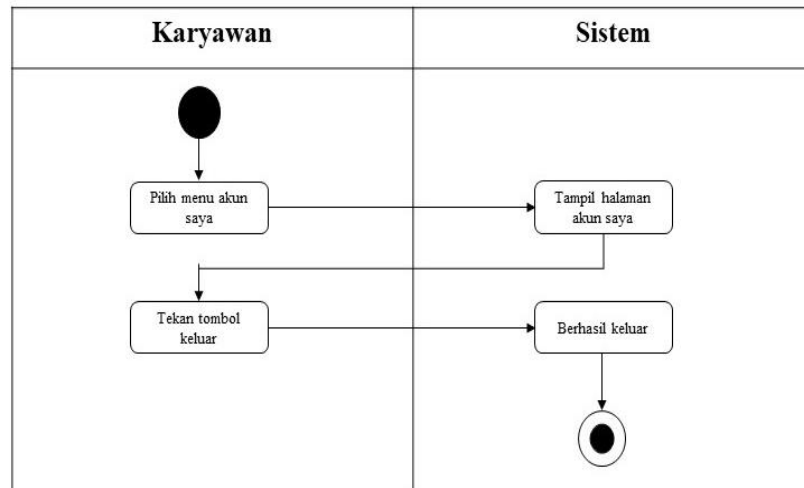 Karyawan
Sistem
Pilih menu akun
saya
Tampil halaman
akun saya
Tekan tombol
keluar
Berhasil keluar